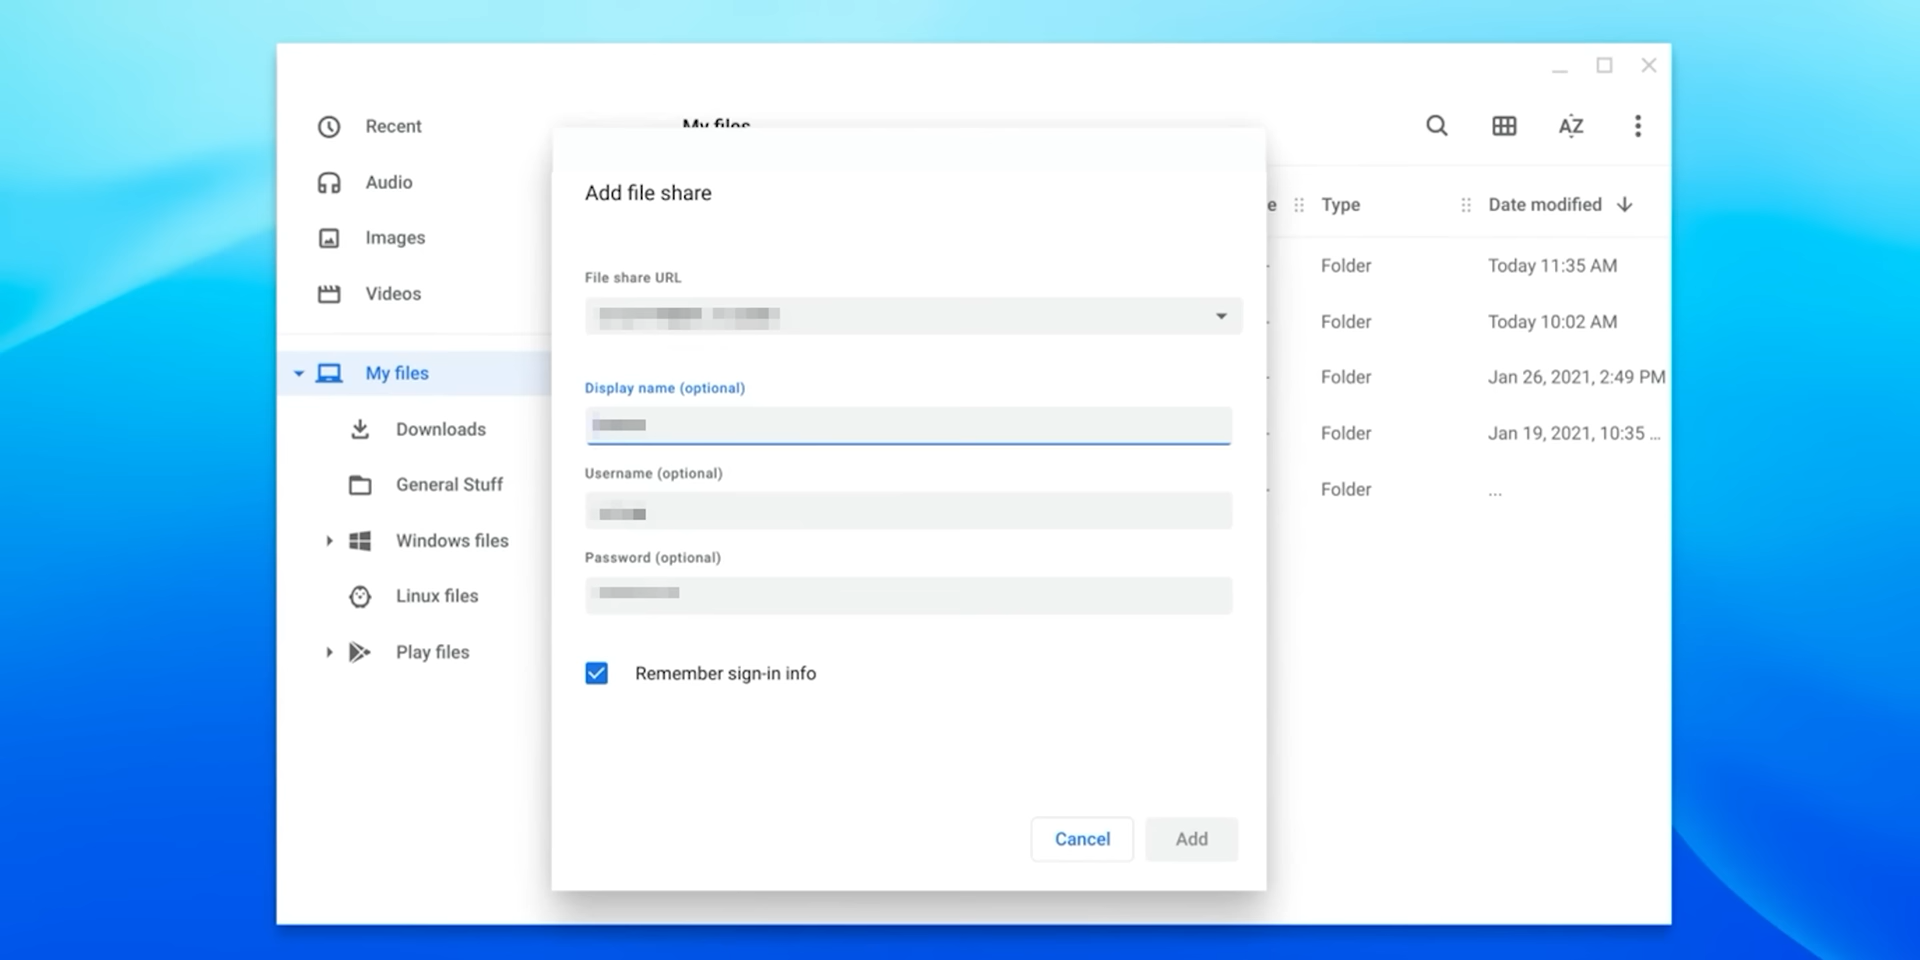 Recent
Audio
Images
Videos
My files
Downloads
General Stuff
Windows files
Linux files
Play files
My files
AZ
e
Type
Date modified
Folder
Today 11:35 AM
Folder
Today 10:02 AM
Folder
Jan 26, 2021, 2:49 PM
Folder
Jan 19, 2021, 10:35 ...
Folder
...
Add file share
File share URL
Display name (optional)
Username (optional)
Password (optional)
Remember sign-in info
Cancel
Add